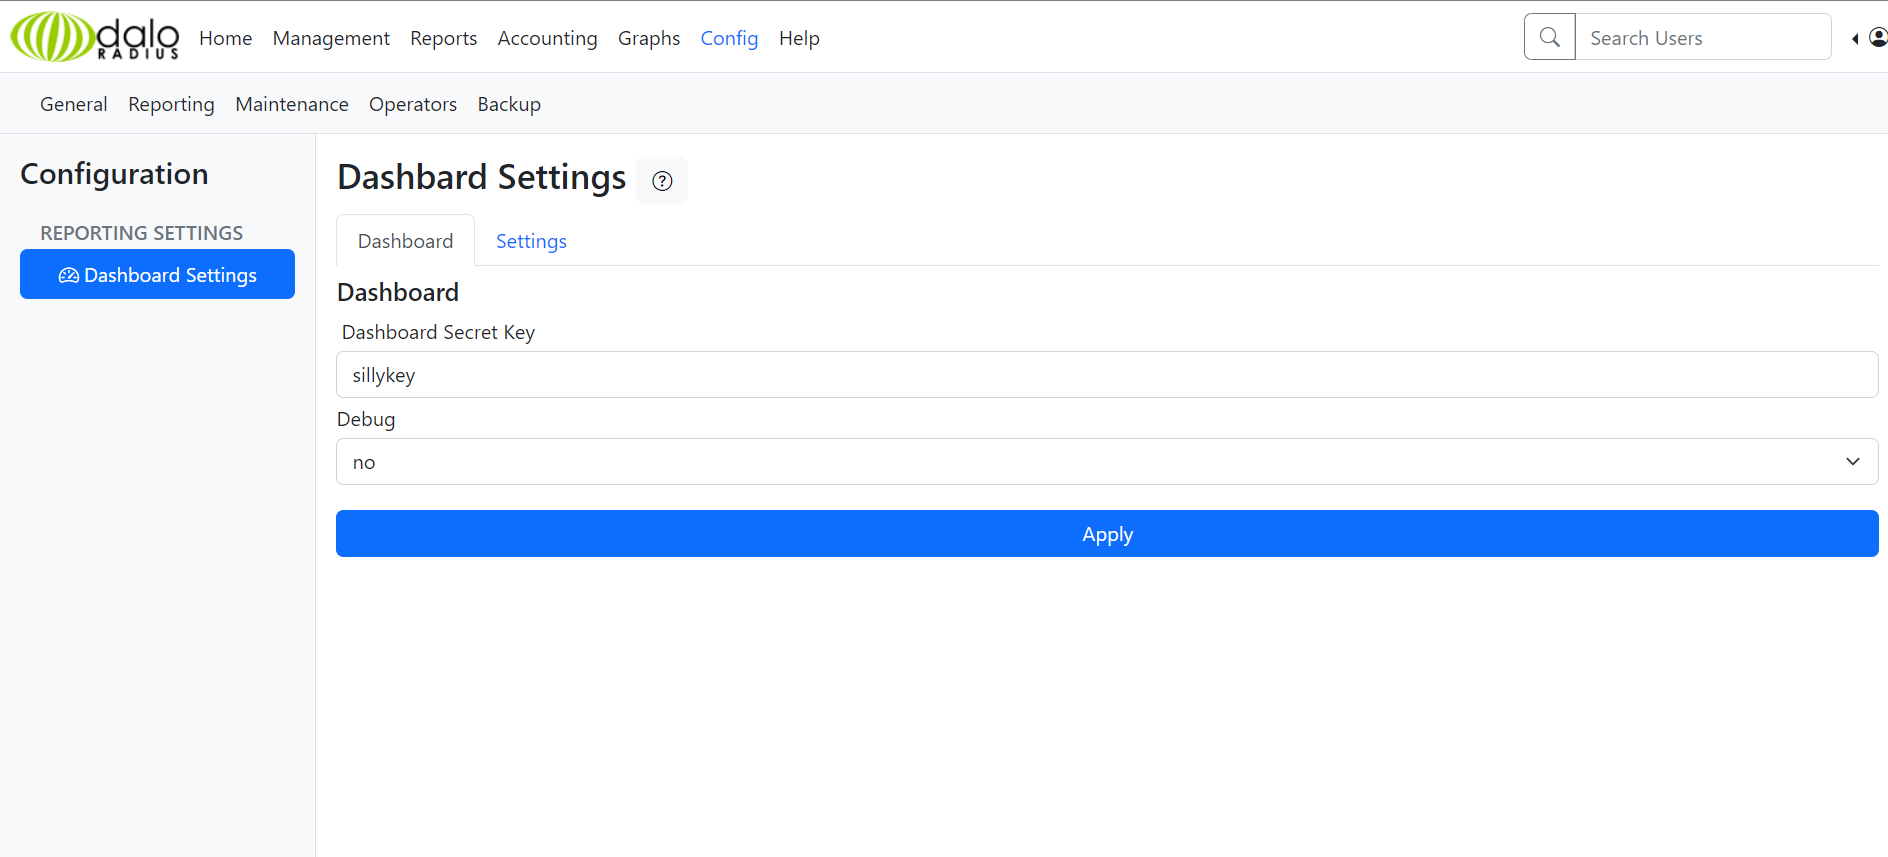 dalo
RADIUS
Home Management Reports Accounting Graphs Config Help
Search Users
General Reporting Maintenance Operators Backup
Configuration
REPORTING SETTINGS
Dashboard Settings
Dashbard Settings
Dashboard Settings
Dashboard
Dashboard Secret Key
sillykey
Debug
no
Apply